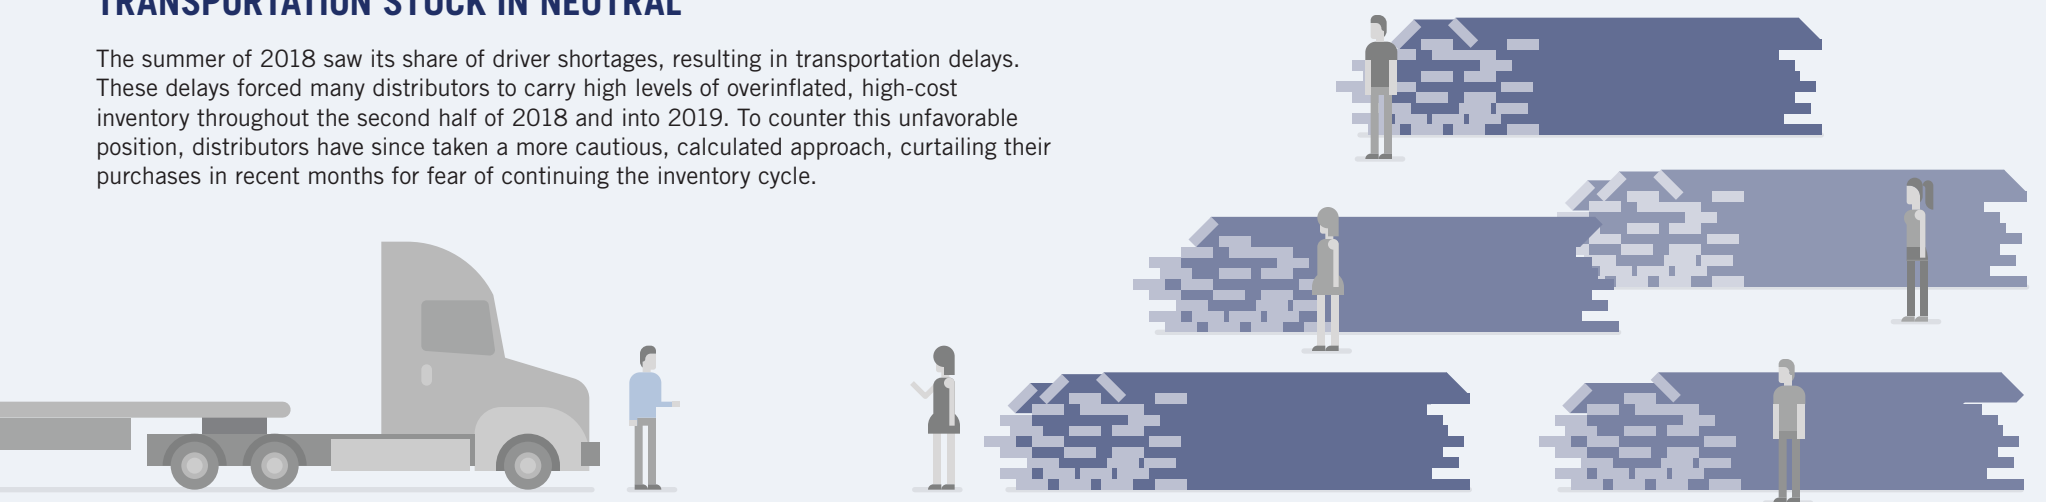 TRANSPORTATION STUCK IN NEUTRAL
The summer of 2018 saw its share of driver shortages, resulting in transportation delays.
These delays forced many distributors to carry high levels of overinflated, high-cost
inventory throughout the second half of 2018 and into 2019. To counter this unfavorable
position, distributors have since taken a more cautious, calculated approach, curtailing their
purchases in recent months for fear of continuing the inventory cycle.